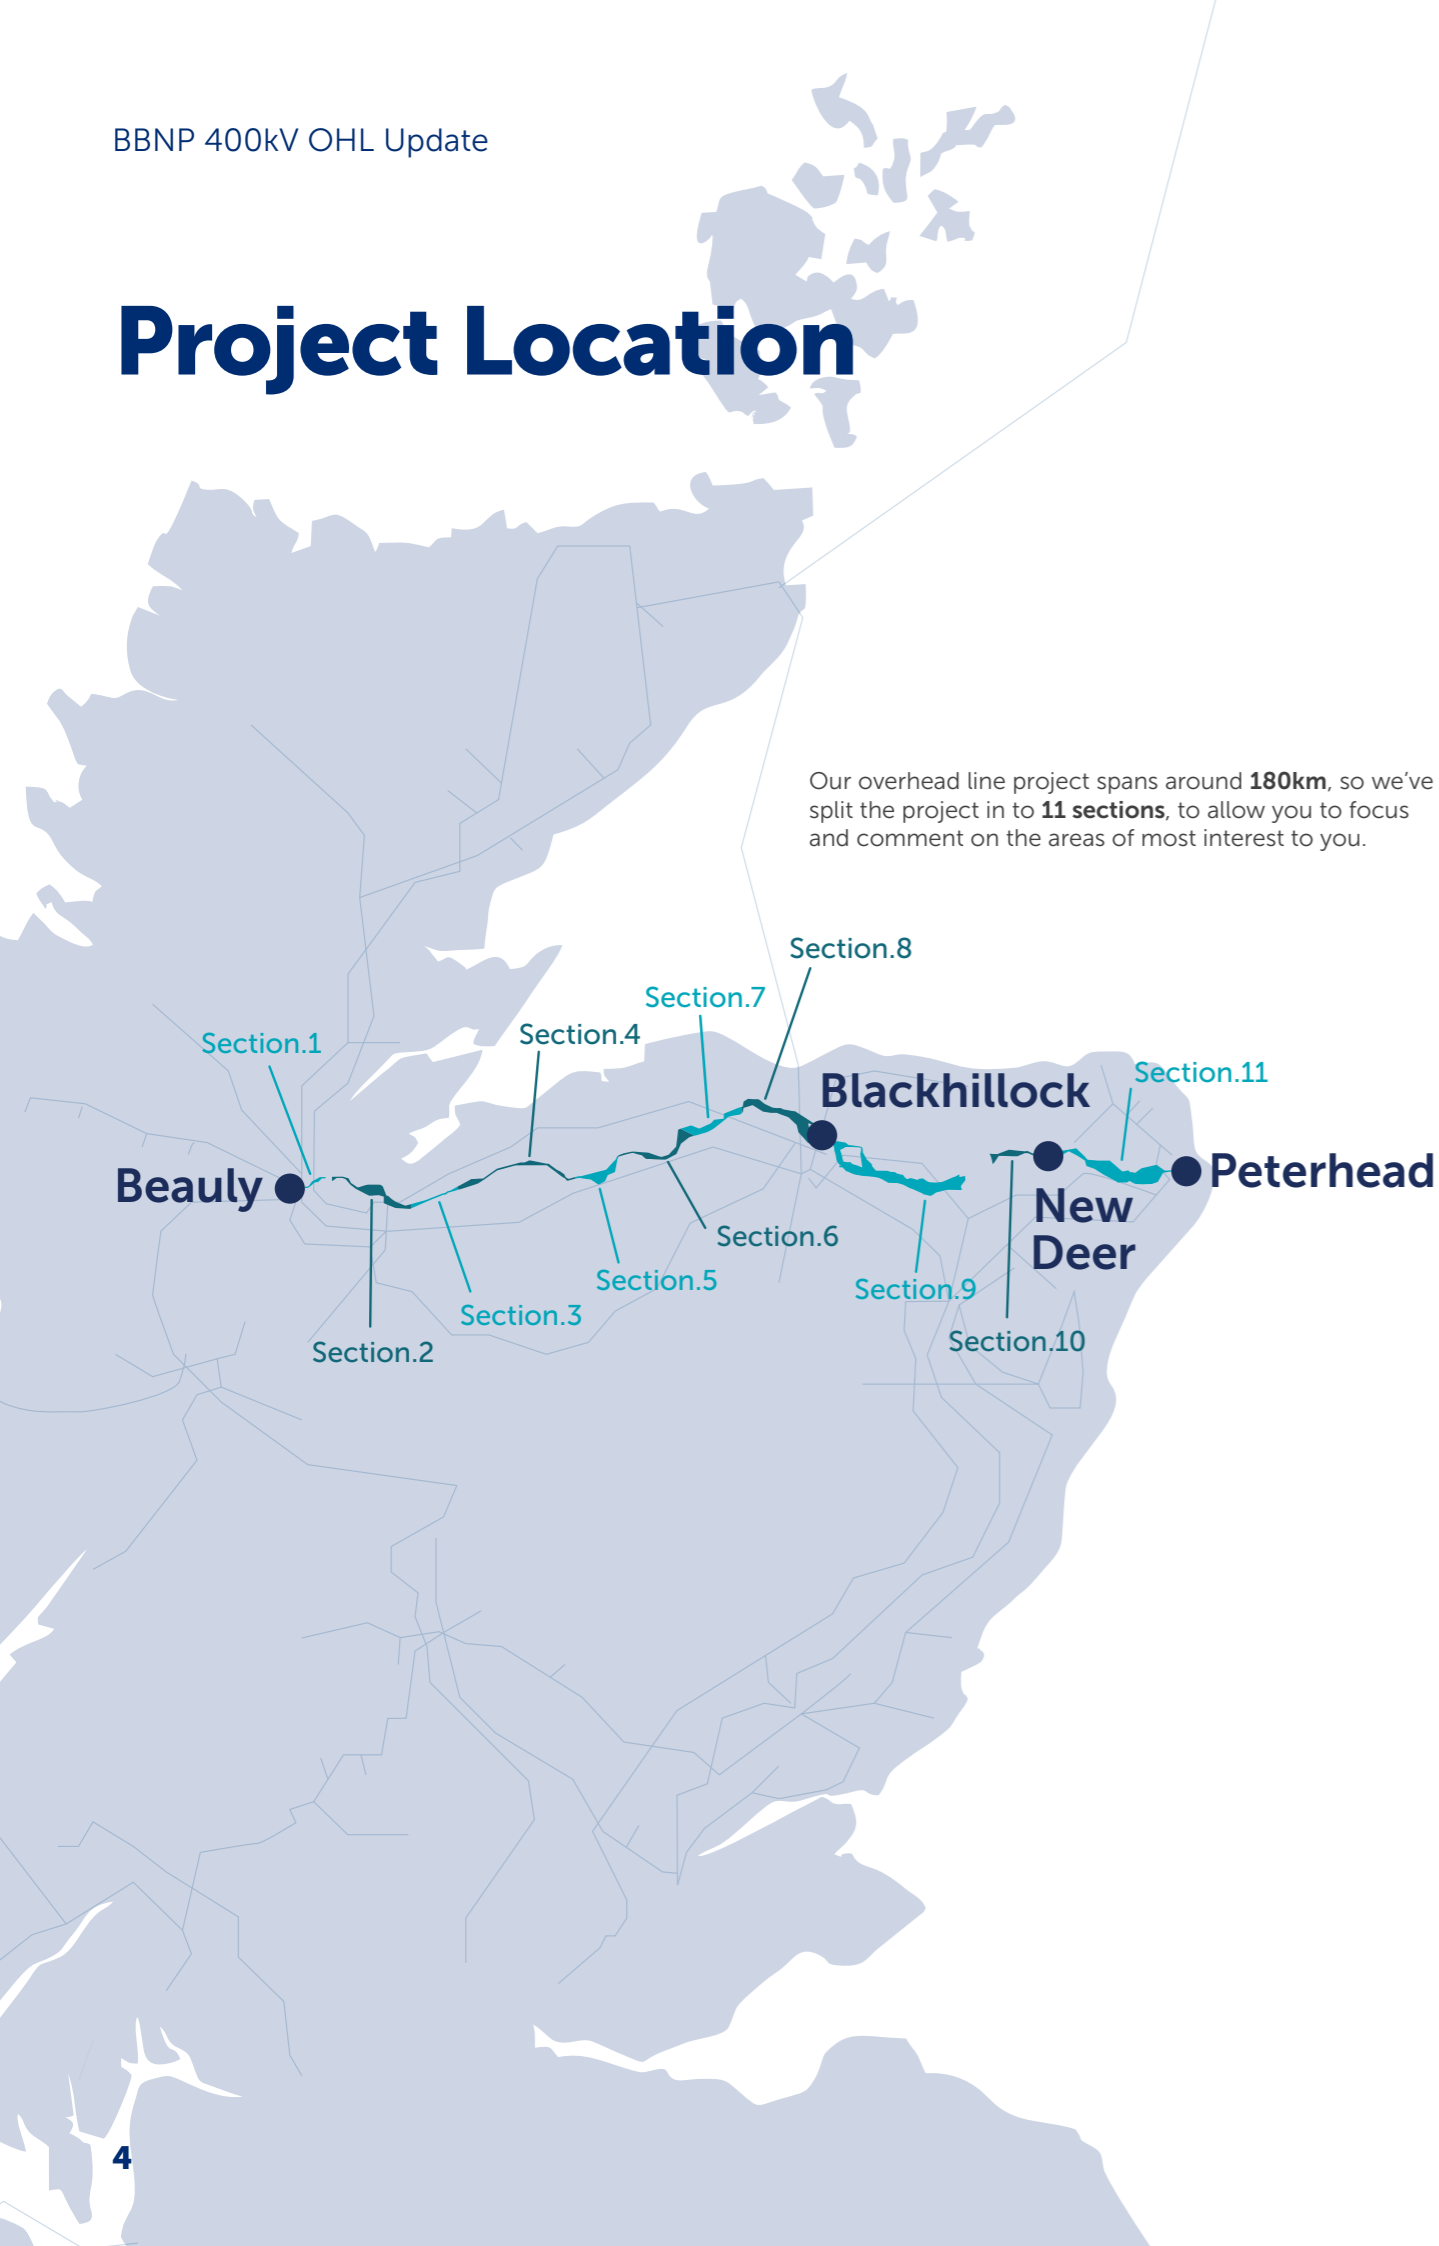 BBNP 400kV OHL Update
Project Location
Our overhead line project spans around 180km, so we've
split the project in to 11 sections, to allow you to focus
and comment on the areas of most interest to you.
Section.8
Section.7
Section.4
Section.1
Section.11
Blackhillock
Beauly
Peterhead
New
Deer
Section.6
Section.5
Section.9
Section.3
Section.10
Section.2
4